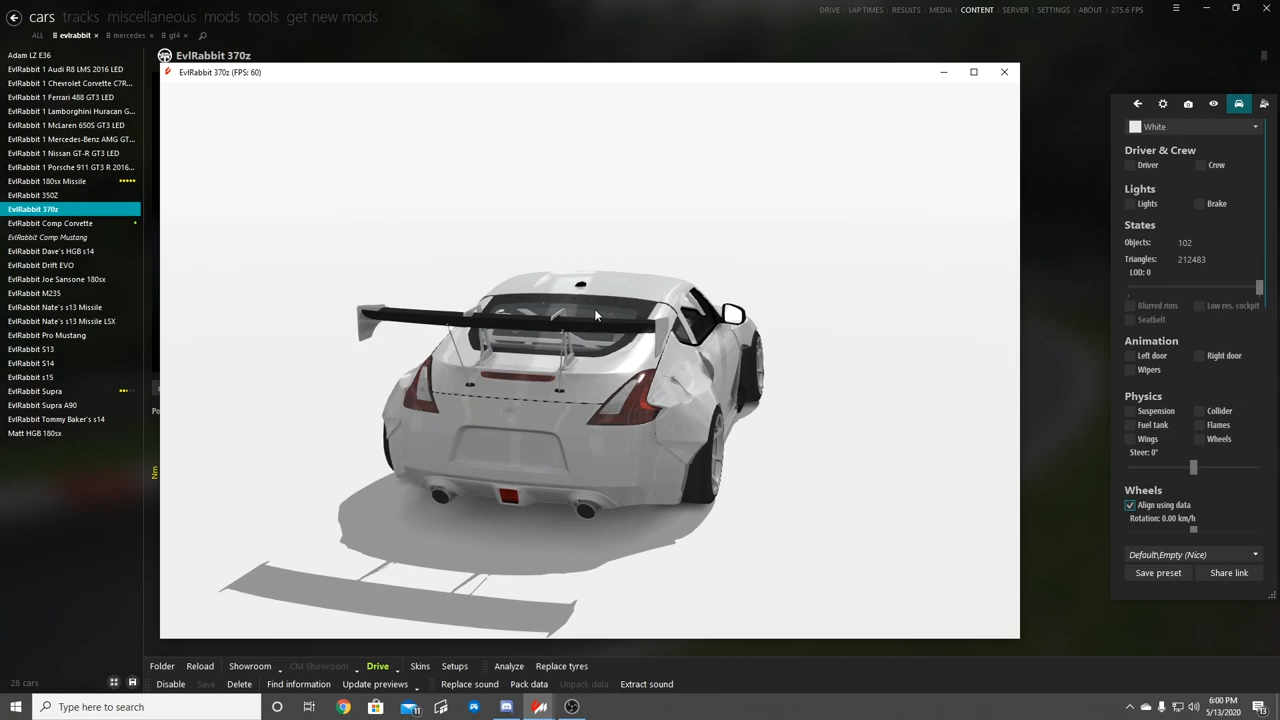 cars tracks miscellaneous mods tools get new mods
DRIVE LAP TIMES RESULTS MEDIA CONTENT SERVER SETTINGS ABOUT 275.6 FPS
ALL evlrabbit mercedes gt4
Adam LZ E36
EvlRabbit 1 Audi R8 LMS 2016 LED
EvlRabbit 1 Chevrolet Corvette C7R...
EvlRabbit 1 Ferrari 488 GT3 LED
EvlRabbit 1 Lamborghini Huracan G...
EvlRabbit 1 McLaren 650S GT3 LED
EvlRabbit 1 Mercedes-Benz AMG GT...
EvlRabbit 1 Nissan GT-R GT3 LED
EvlRabbit 1 Porsche 911 GT3 R 2016...
EvlRabbit 180sx Missile
EvlRabbit 350Z
EvlRabbit 370z
EvlRabbit Comp Corvette
EvlRabbit Comp Mustang
EvlRabbit Dave's HGB s14
EvlRabbit Drift EVO
EvlRabbit Joe Sansone 180sx
EvlRabbit M235
EvlRabbit Nate's s13 Missile
EvlRabbit Nate's s13 Missile LSX
EvlRabbit Pro Mustang
EvlRabbit S13
EvlRabbit S14
EvlRabbit s15
EvlRabbit Supra
EvlRabbit Supra A90
EvlRabbit Tommy Baker's s14
Matt HGB 180sx
28 cars
EvlRabbit 370z
EvlRabbit 370z (FPS: 60)
Po
Nm
White
Driver & Crew
Driver Crew
Lights
Lights Brake
States
Objects: 102
Triangles: 212483
LOD: 0
Blurred rims Low res. cockpit
Seatbelt
Animation
Left door Right door
Wipers
Physics
Suspension Collider
Fuel tank Flames
Wings Wheels
Steer: 0°
Wheels
Align using data
Rotation: 0.00 km/h
Default\Empty (Nice)
Save preset Share link
Folder Reload Showroom CM Showroom Drive Skins Setups Analyze Replace tyres
Disable Save Delete Find information Update previews Replace sound Pack data Unpack data Extract sound
Type here to search
11
6:00 PM
5/13/2020
2